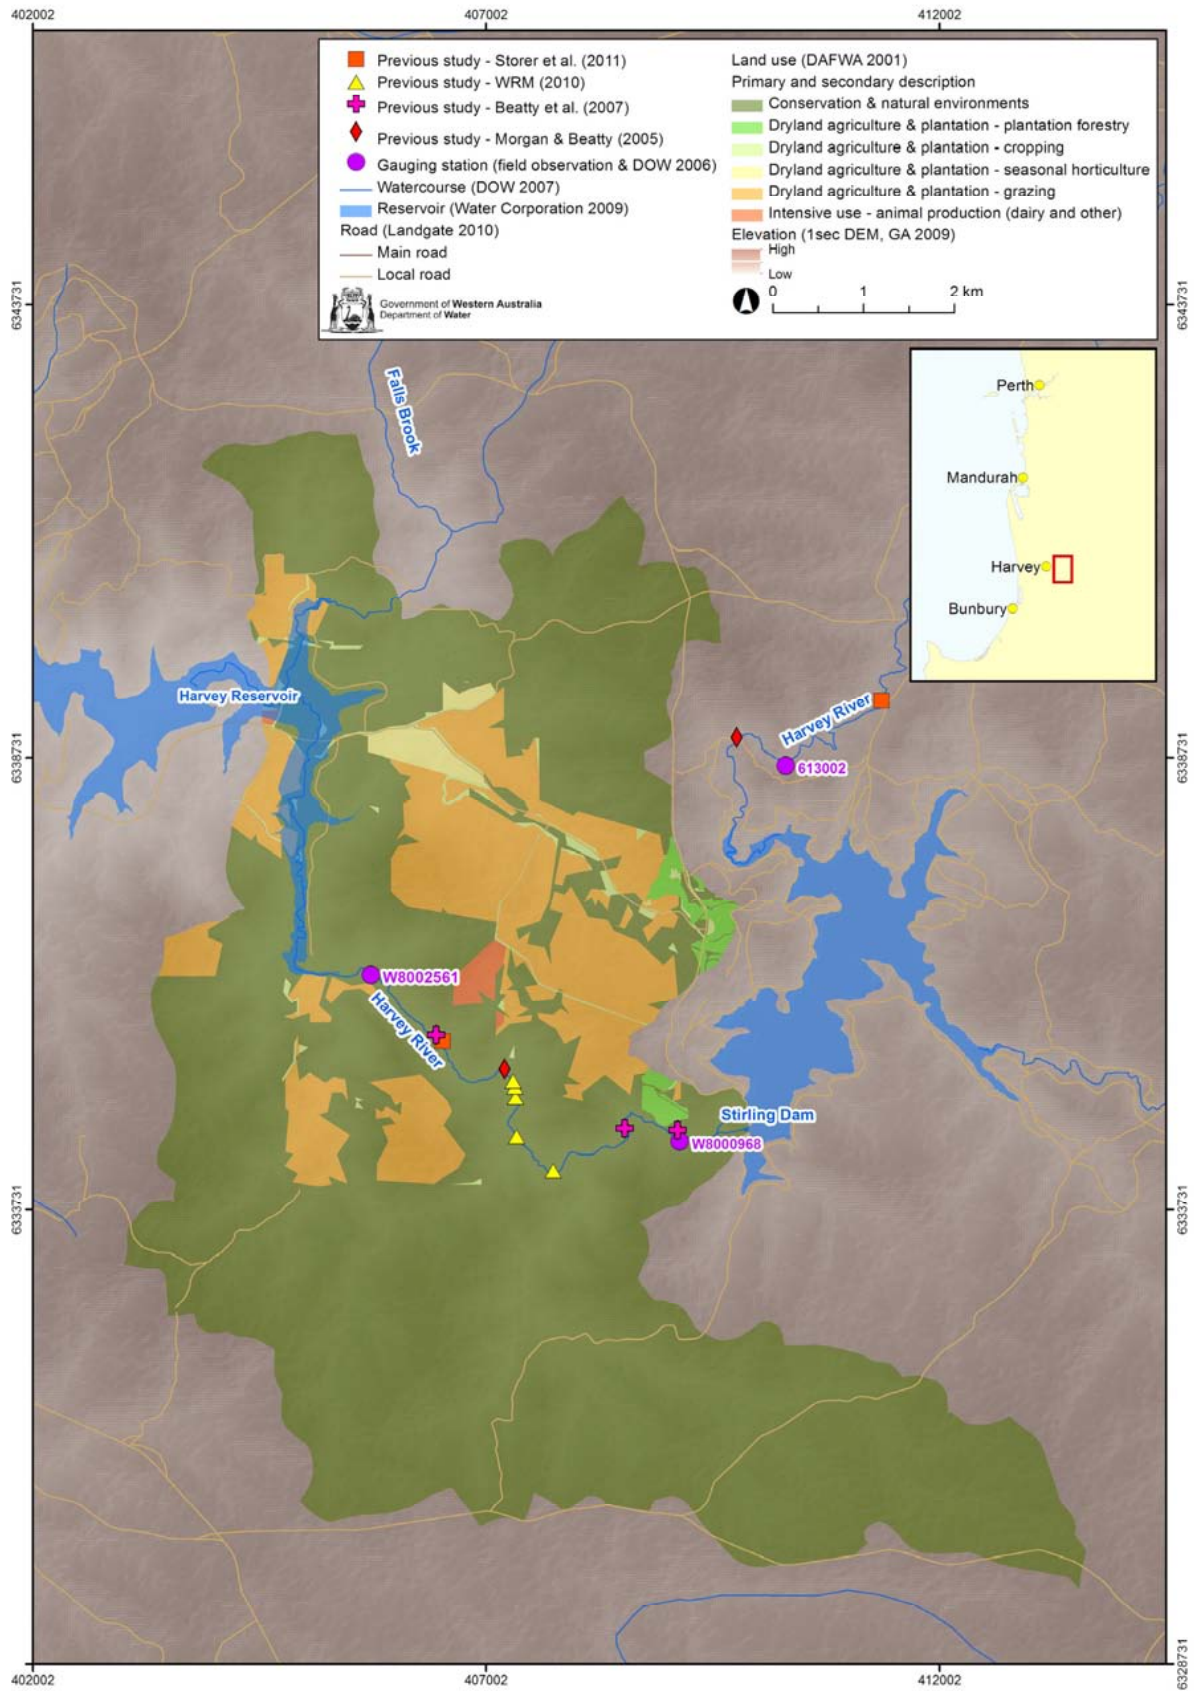 402002
407002
412002
Previous study - Storer et al. (2011)
Previous study - WRM (2010)
Previous study - Beatty et al. (2007)
Previous study - Morgan & Beatty (2005)
Gauging station (field observation & DOW 2006)
Watercourse (DOW 2007)
Reservoir (Water Corporation 2009)
Road (Landgate 2010)
Main road
Local road
Government of Western Australia
Department of Water
Land use (DAFWA 2001)
Primary and secondary description
Conservation & natural environments
Dryland agriculture & plantation - plantation forestry
Dryland agriculture & plantation - cropping
Dryland agriculture & plantation - seasonal horticulture
Dryland agriculture & plantation - grazing
Intensive use - animal production (dairy and other)
Elevation (1sec DEM, GA 2009)
High
Low
0 1 2 km
6343731
6343731
Perth
Mandurah
Harvey
Bunbury
Falls Brook
Harvey Reservoir
Harvey River
613002
6338731
6338731
W8002561
Harvey River
Stirling Dam
W8000968
6333731
6333731
6328731
402002
407002
412002